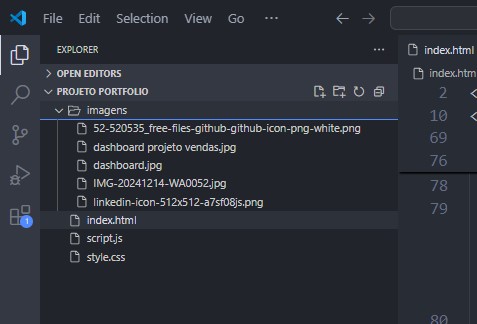 File Edit Selection View Go ...
EXPLORER ...
index.html
OPEN EDITORS
PROJETO PORTFOLIO
index.htm
imagens
2 <
52-520535_free-files-github-github-icon-png-white.png
10 <
dashboard projeto vendas.jpg
69
dashboard.jpg
76
IMG-20241214-WA0052.jpg
78
linkedin-icon-512x512-a7sf08js.png
79
index.html
1
script.js
style.css
80